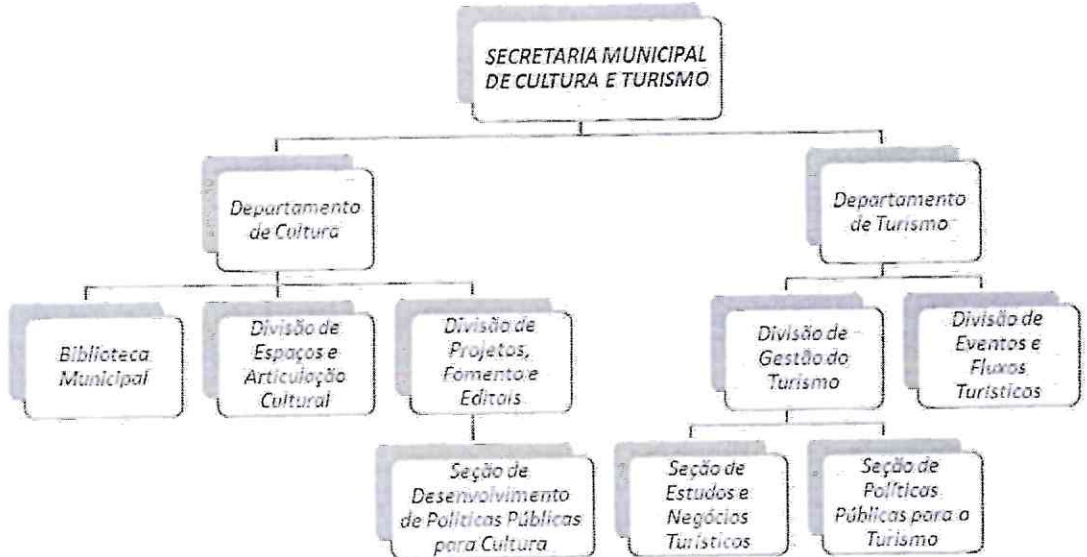 SECRETARIA MUNICIPAL
DE CULTURA E TURISMO
Departamento
de Cultura
Departamento
de Turismo
Biblioteca
Municipal
Divisão de
Espaços e
Articulação
Cultural
Divisão de
Projetos,
Fomento e
Editais
Divisão de
Gestão do
Turismo
Divisão de
Eventos e
Fluxos
Turísticos
Seção de
Desenvolvimento
de Políticas Públicas
para Cultura
Seção de
Estudos e
Negócios
Turísticos
Seção de
Políticas
Públicas para o
Turismo